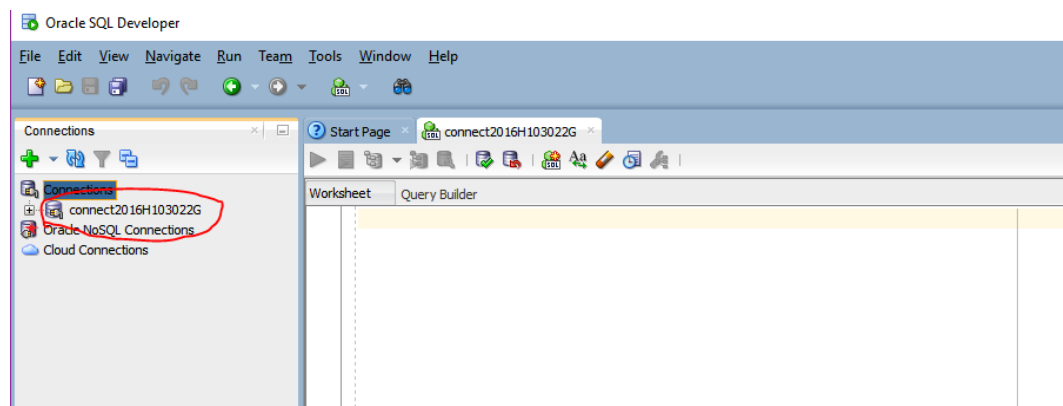 Oracle SQL Developer
File Edit View Navigate Run Team Tools Window Help
Connections
Start Page
connect2016H103022G
Worksheet Query Builder
Connections
connect2016H103022G
Oracle NoSQL Connections
Cloud Connections